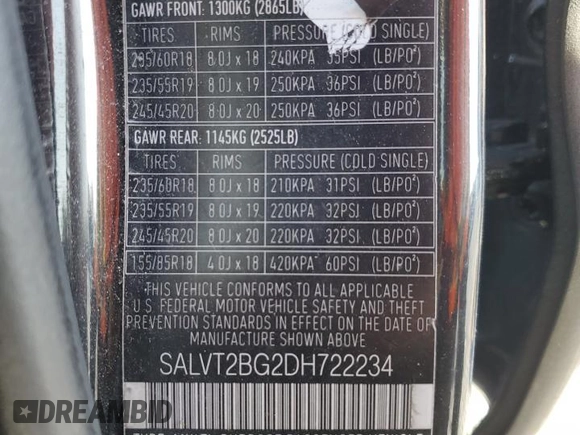 GAWR FRONT: 1300KG (2865LB)
TIRES RIMS PRESSURE (COLD SINGLE)
235/60R18 8.0J x 18 240KPA 35PSI (LB/PO²)
235/55R19 8.0J x 19 250KPA 36PSI (LB/PO²)
245/45R20 8.0J x 20 250KPA 36PSI (LB/PO²)
GAWR REAR: 1145KG (2525LB)
TIRES RIMS PRESSURE (COLD SINGLE)
235/60R18 8.0J x 18 210KPA 31PSI (LB/PO²)
235/55R19 8.0J x 19 220KPA 32PSI (LB/PO²)
245/45R20 8.0J x 20 220KPA 32PSI (LB/PO²)
155/85R18 4.0J x 18 420KPA 60PSI (LB/PO²)
THIS VEHICLE CONFORMS TO ALL APPLICABLE
U.S. FEDERAL MOTOR VEHICLE SAFETY AND THEFT
PREVENTION STANDARDS IN EFFECT ON THE DATE OF
MANUFACTURE SHOWN ABOVE.
SALVT2BG2DH722234
DREAMBID